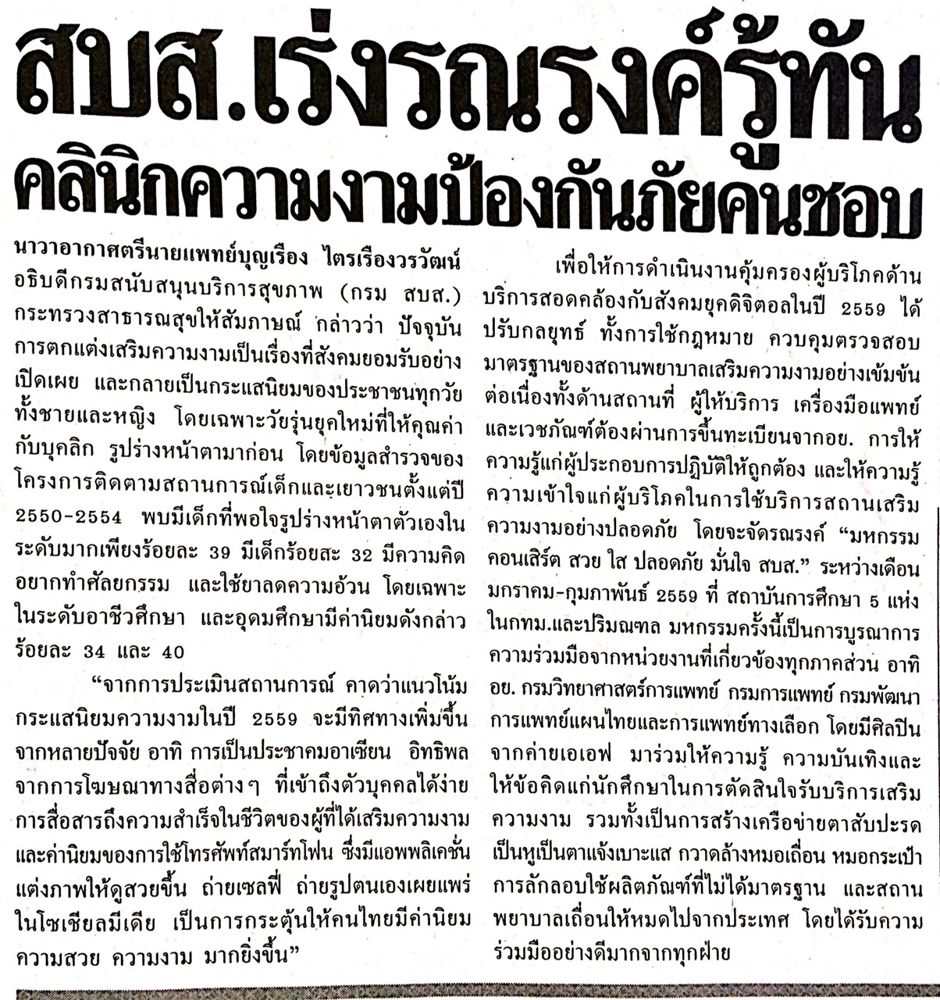 สบส.เร่งรณรงค์รู้ทัน
คลินิกความงามป้องกันภัยคนชอบ
นาวาอากาศตรีนายแพทย์บุญเรือง ไตรเรืองวรวัฒน์
อธิบดีกรมสนับสนุนบริการสุขภาพ (กรม สบส.)
กระทรวงสาธารณสุขให้สัมภาษณ์ กล่าวว่า ปัจจุบัน
การตกแต่งเสริมความงามเป็นเรื่องที่สังคมยอมรับอย่าง
เปิดเผย และกลายเป็นกระแสนิยมของประชาชนทุกวัย
ทั้งชายและหญิง โดยเฉพาะวัยรุ่นยุคใหม่ที่ให้คุณค่า
กับบุคลิก รูปร่างหน้าตามาก่อน โดยข้อมูลสำรวจของ
โครงการติดตามสถานการณ์เด็กและเยาวชนตั้งแต่ปี
2550-2554 พบมีเด็กที่พอใจรูปร่างหน้าตาตัวเองใน
ระดับมากเพียงร้อยละ 39 มีเด็กร้อยสะ 32 มีความคิด
อยากทำศัลยกรรม และใช้ยาลดความอ้วน โดยเฉพาะ
ในระดับอาชีวศึกษา และอุดมศึกษามีค่านิยมดังกล่าว
ร้อยละ 34 และ 40
“จากการประเมินสถานการณ์ คาดว่าแนวโน้ม
กระแสนิยมความงามในปี 2559 จะมีทิศทางเพิ่มขึ้น
จากหลายปัจจัย อาทิ การเป็นประชาคมอาเซียน อิทธิพล
จากการโฆษณาทางสื่อต่างๆ ที่เข้าถึงตัวบุคคลได้ง่าย
การสื่อสารถึงความสำเร็จในชีวิตของผู้ที่ได้เสริมความงาม
และค่านิยมของการใช้โทรศัพท์สมาร์ทโฟน ซึ่งมีแอพพลิเคชั่น
แต่งภาพให้ดูสวยขึ้น ถ่ายเซลฟี่ ถ่ายรูปตนเองเผยแพร่
ในโซเชียลมีเดีย เป็นการกระตุ้นให้คนไทยมีค่านิยม
ความสวย ความงาม มากยิ่งขึ้น”
เพื่อให้การดำเนินงานคุ้มครองผู้บริโภคด้าน
บริการสอดคล้องกับสังคมยุคดิจิตอลในปี 2559 ได้
ปรับกลยุทธ์ ทั้งการใช้กฎหมาย ควบคุมตรวจสอบ
มาตรฐานของสถานพยาบาลเสริมความงามอย่างเข้มข้น
ต่อเนื่องทั้งด้านสถานที่ ผู้ให้บริการ เครื่องมือแพทย์
และเวชภัณฑ์ต้องผ่านการขึ้นทะเบียนจากอย. การให้
ความรู้แก่ผู้ประกอบการปฏิบัติให้ถูกต้อง และให้ความรู้
ความเข้าใจแก่ผู้บริโภคในการใช้บริการสถานเสริม
ความงามอย่างปลอดภัย โดยจะจัดรณรงค์ “มหกรรม
คอนเสิร์ต สวย ใส ปลอดภัย มั่นใจ สบส.” ระหว่างเดือน
มกราคม-กุมภาพันธ์ 2559 ที่ สถาบันการศึกษา 5 แห่ง
ในกทม.และปริมณฑล มหกรรมครั้งนี้เป็นการบูรณาการ
ความร่วมมือจากหน่วยงานที่เกี่ยวข้องทุกภาคส่วน อาทิ
อย. กรมวิทยาศาสตร์การแพทย์ กรมการแพทย์ กรมพัฒนา
การแพทย์แผนไทยและการแพทย์ทางเลือก โดยมีศิลปิน
จากค่ายเอเอฟ มาร่วมให้ความรู้ ความบันเทิงและ
ให้ข้อคิดแก่นักศึกษาในการตัดสินใจรับบริการเสริม
ความงาม รวมทั้งเป็นการสร้างเครือข่ายตาสับปะรด
เป็นหูเป็นตาแจ้งเบาะแส กวาดล้างหมอเถื่อน หมอกระเป๋า
การลักลอบใช้ผลิตภัณฑ์ที่ไม่ได้มาตรฐาน และสถาน
พยาบาลเถื่อนให้หมดไปจากประเทศ โดยได้รับความ
ร่วมมืออย่างดีมากจากทุกฝ่าย